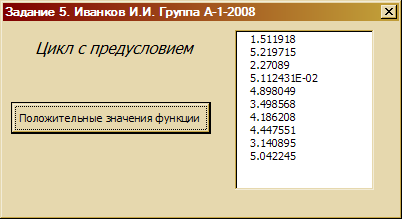 Задание 5. Иванков И.И. Группа А-1-2008
Цикл с предусловием
Положительные значения функции
1.511918
5.219715
2.27089
5.112431E-02
4.898049
3.498568
4.186208
4.447551
3.140895
5.042245